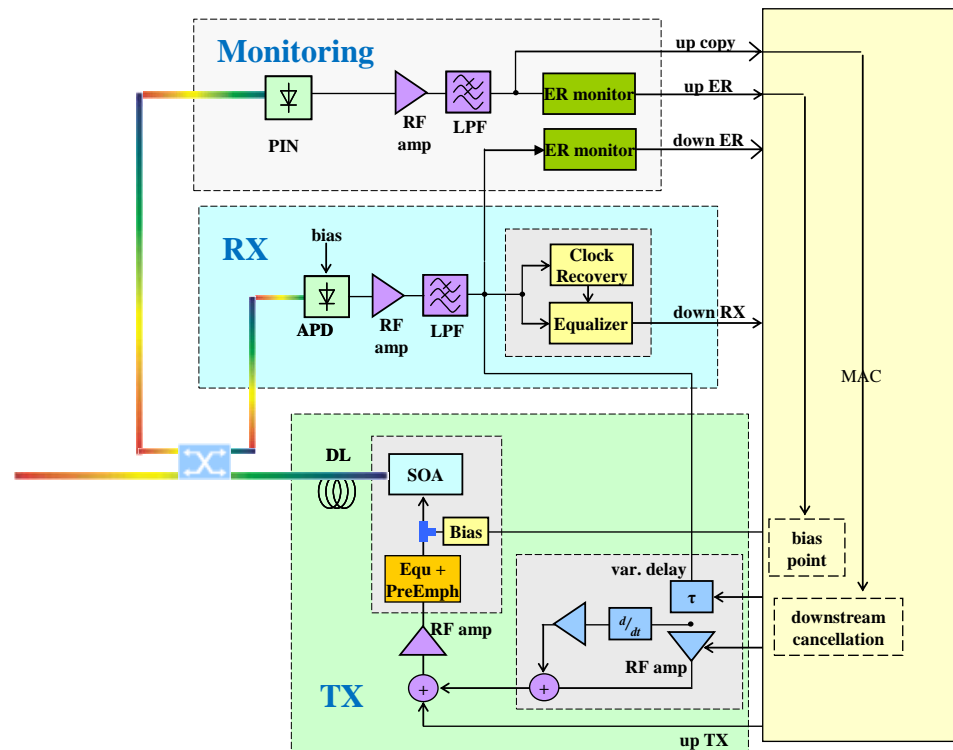 Monitoring
up copy
ER monitor
up ER
RF
amp
LPF
PIN
ER monitor
down ER
RX
bias
Clock
Recovery
APD
RF
amp
LPF
Equalizer
down RX
MAC
DL
SOA
Bias
bias
point
var. delay
Equ +
PreEmph
τ
d/dt
downstream
cancellation
RF amp
RF amp
+
+
TX
up TX